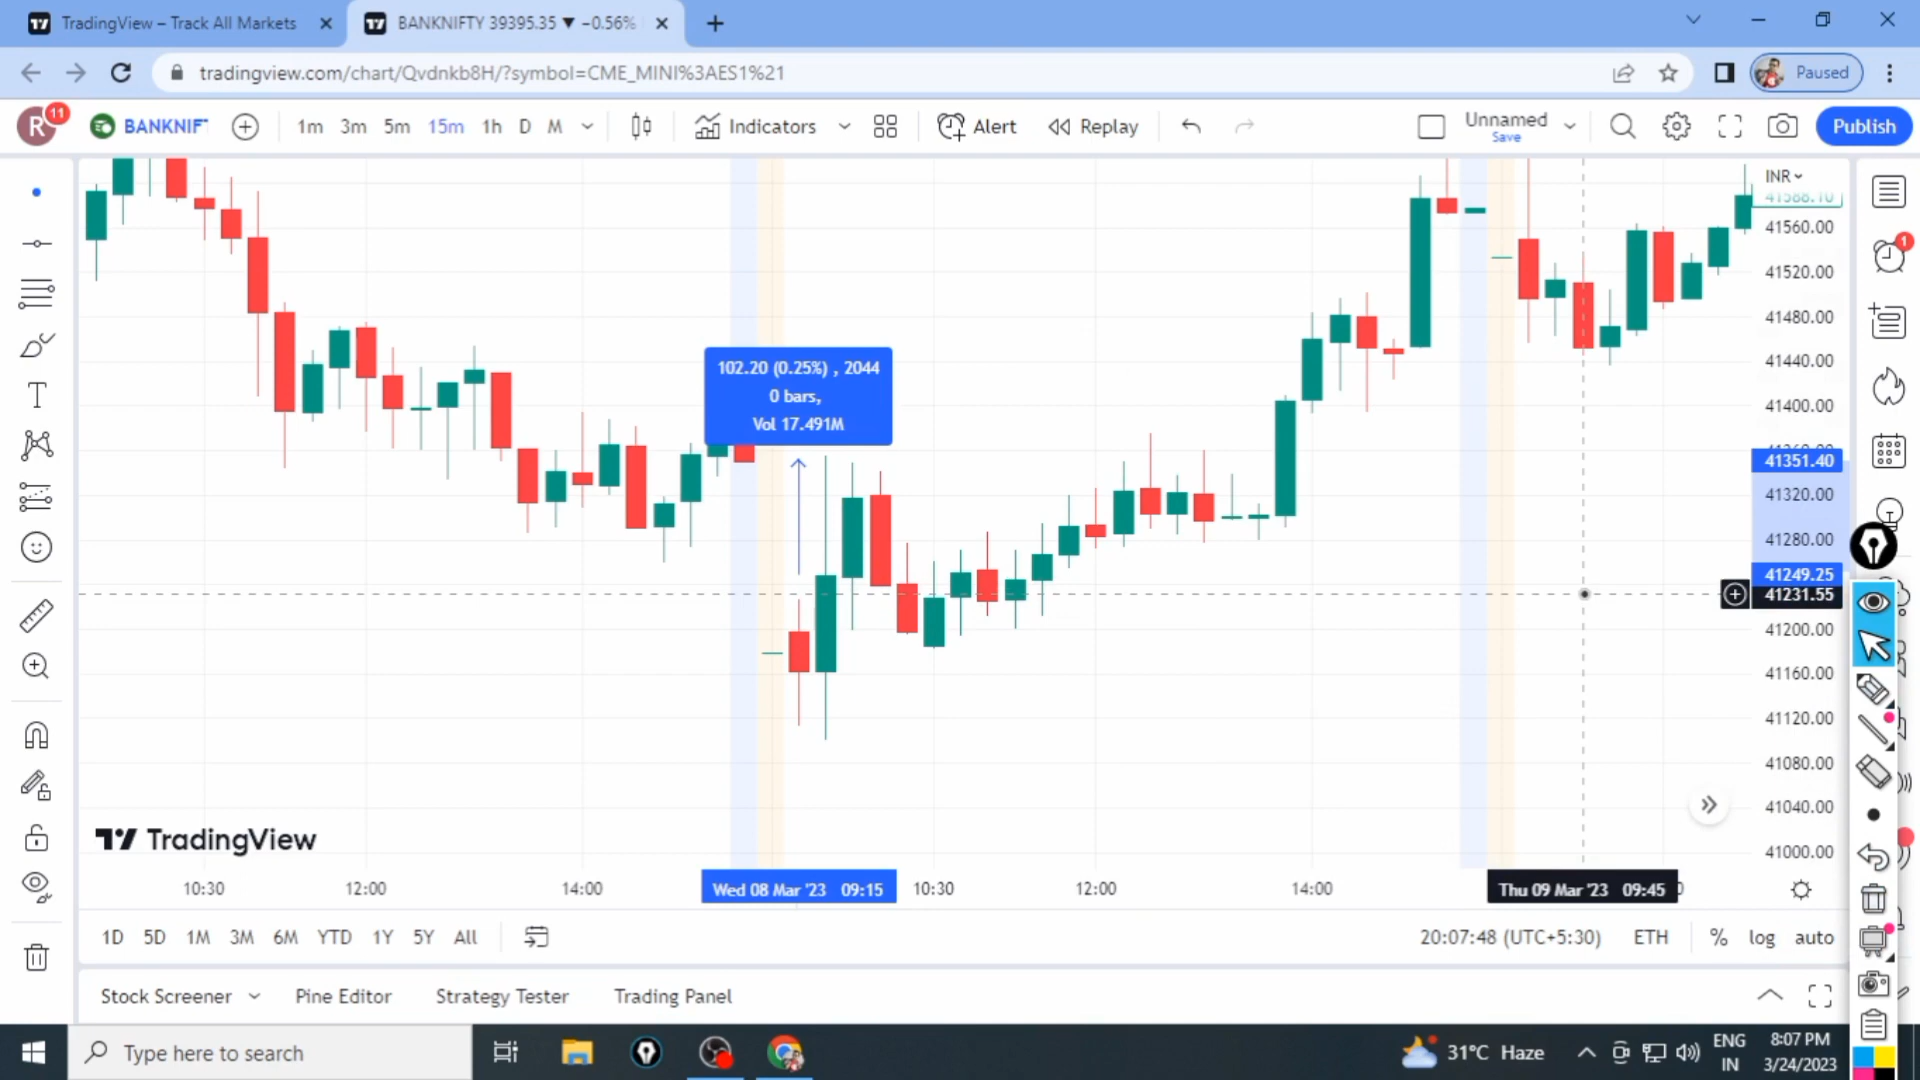 TradingView – Track All Markets
BANKNIFTY 39395.35 ▼ −0.56%
tradingview.com/chart/Qvdnkb8H/?symbol=CME_MINI%3AES1%21
Paused
R
11
BANKNIF
1m 3m 5m 15m 1h D M
Indicators
Alert
Replay
Unnamed
Save
Publish
INR
41588.10
41560.00
41520.00
41480.00
41440.00
41400.00
41351.40
41320.00
41280.00
41249.25
41231.55
41200.00
41160.00
41120.00
41080.00
41040.00
41000.00
1
102.20 (0.25%) , 2044
0 bars,
Vol 17.491M
TradingView
10:30 12:00 14:00 Wed 08 Mar '23 09:15 10:30 12:00 14:00 Thu 09 Mar '23 09:45
1D 5D 1M 3M 6M YTD 1Y 5Y All
20:07:48 (UTC+5:30) ETH % log auto
Stock Screener Pine Editor Strategy Tester Trading Panel
Type here to search
31°C Haze
ENG
IN
8:07 PM
3/24/2023